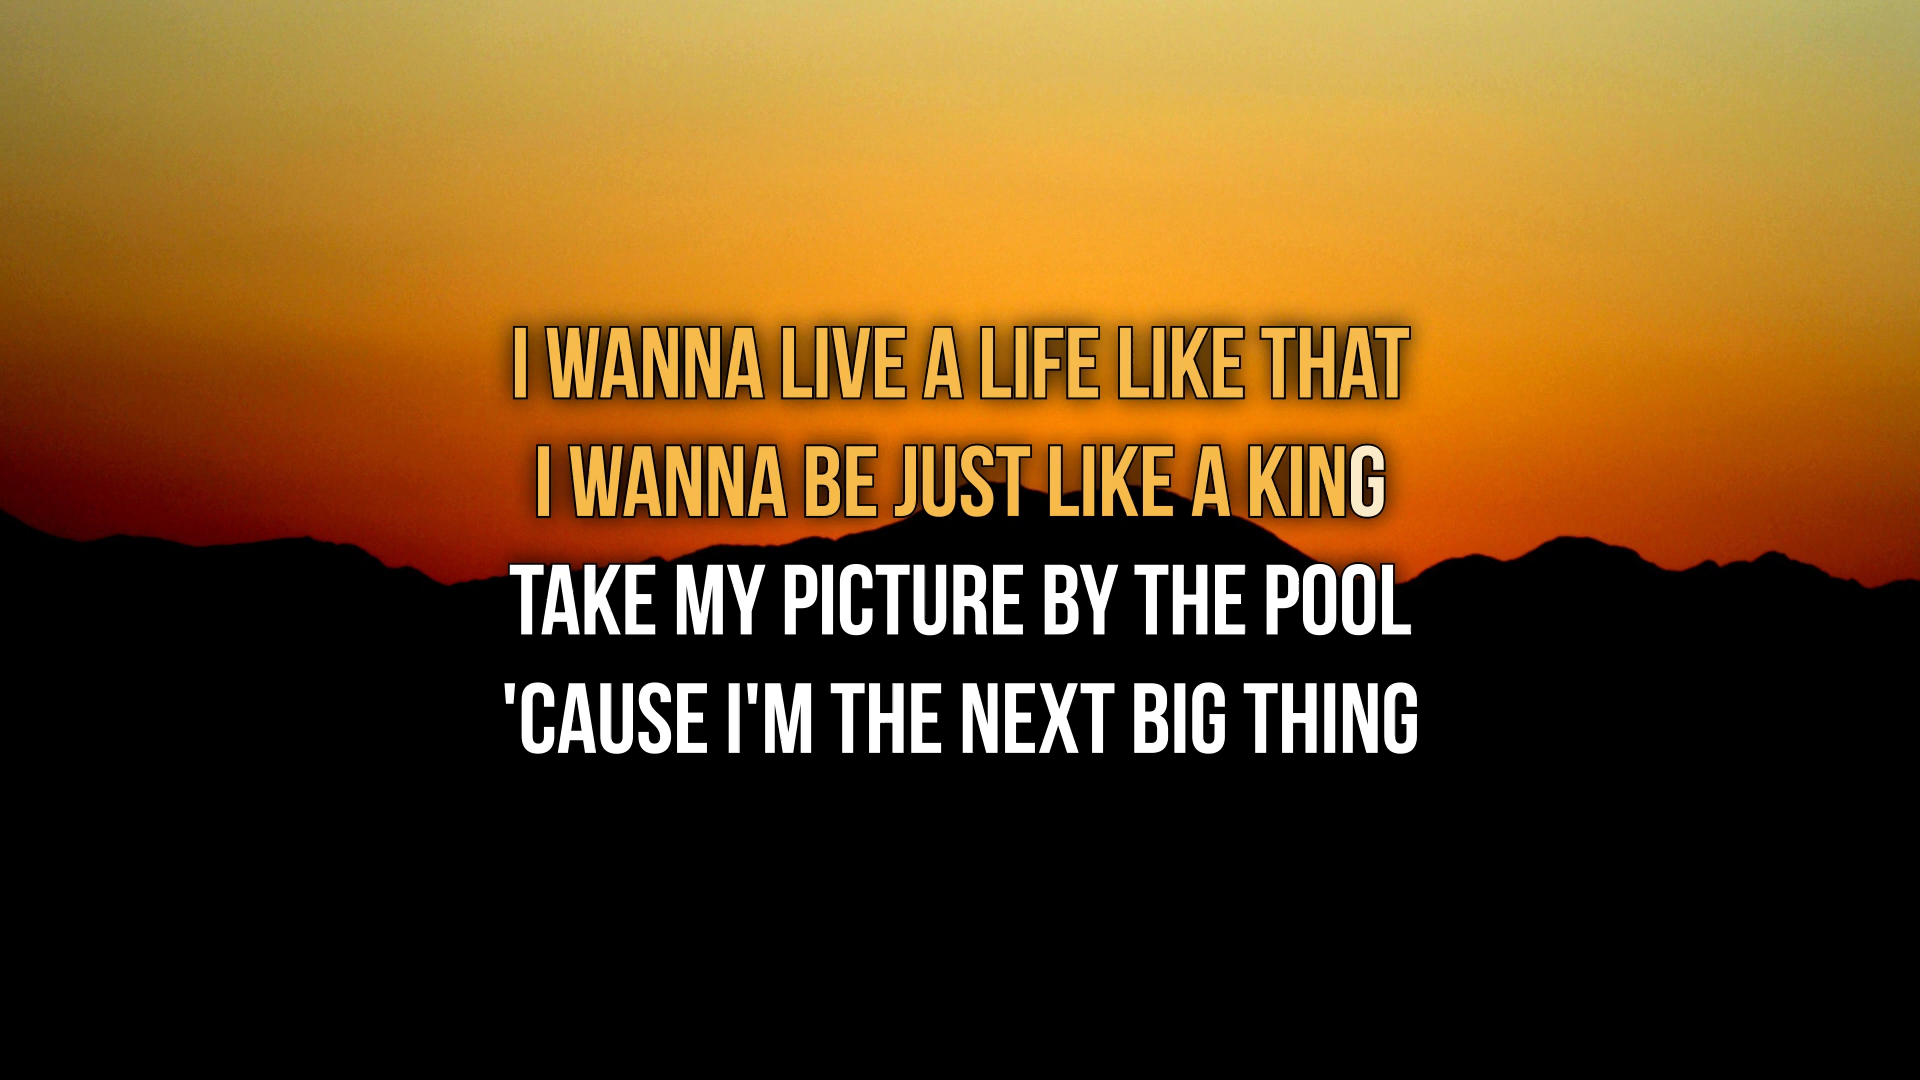 I WANNA LIVE A LIFE LIKE THAT
I WANNA BE JUST LIKE A KING
TAKE MY PICTURE BY THE POOL
'CAUSE I'M THE NEXT BIG THING